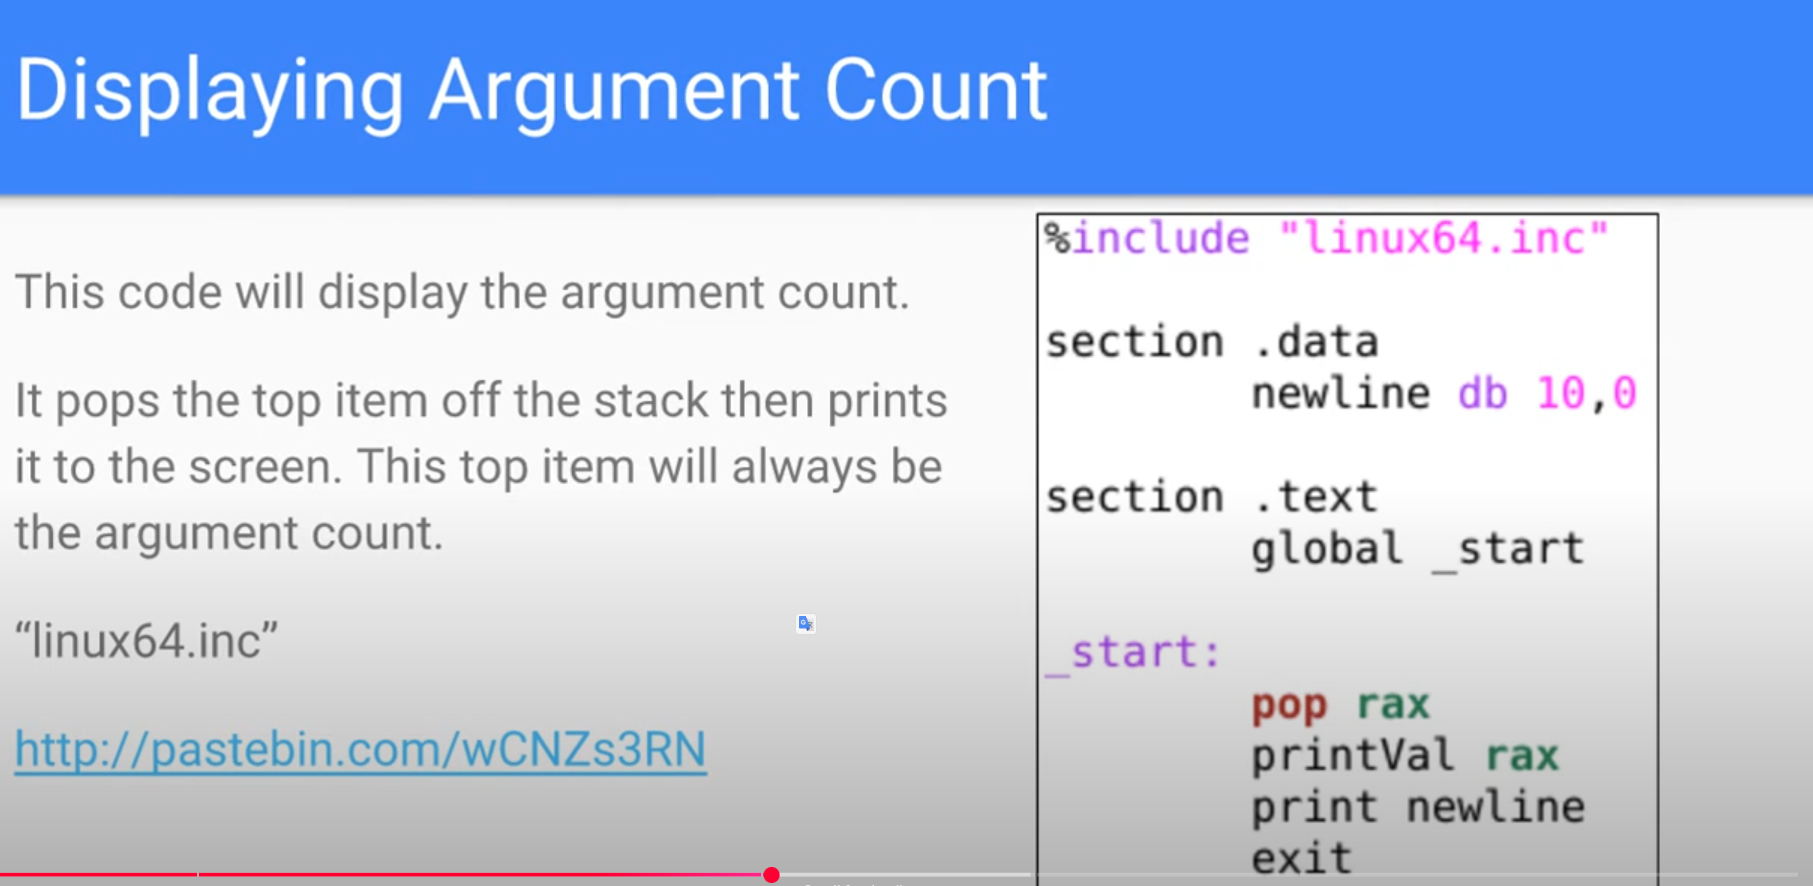 Displaying Argument Count
This code will display the argument count.
It pops the top item off the stack then prints
it to the screen. This top item will always be
the argument count.
“linux64.inc”
http://pastebin.com/wCNZs3RN
%include "linux64.inc"
section .data
newline db 10,0
section .text
global _start
_start:
pop rax
printVal rax
print newline
exit